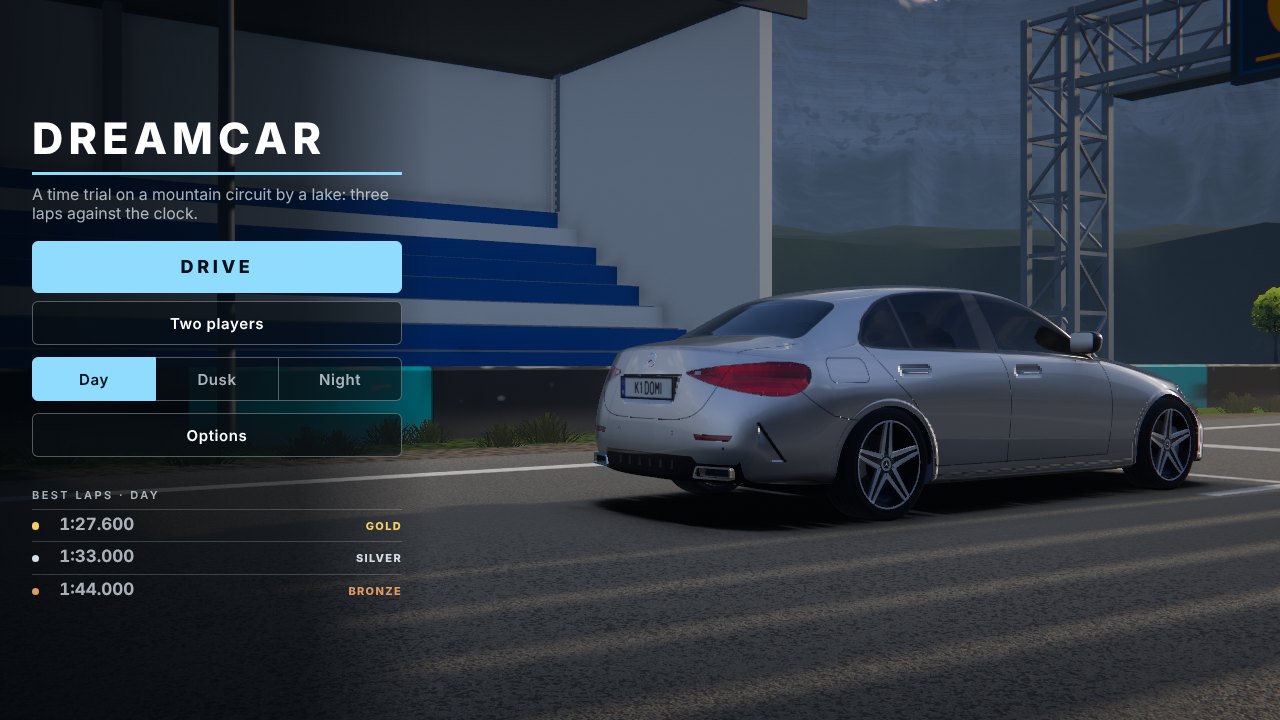 DREAMCAR
A time trial on a mountain circuit by a lake: three
laps against the clock.
DRIVE
Two players
Day
Dusk
Night
Options
BEST LAPS · DAY
1:27.600 GOLD
1:33.000 SILVER
1:44.000 BRONZE
K1DOMI